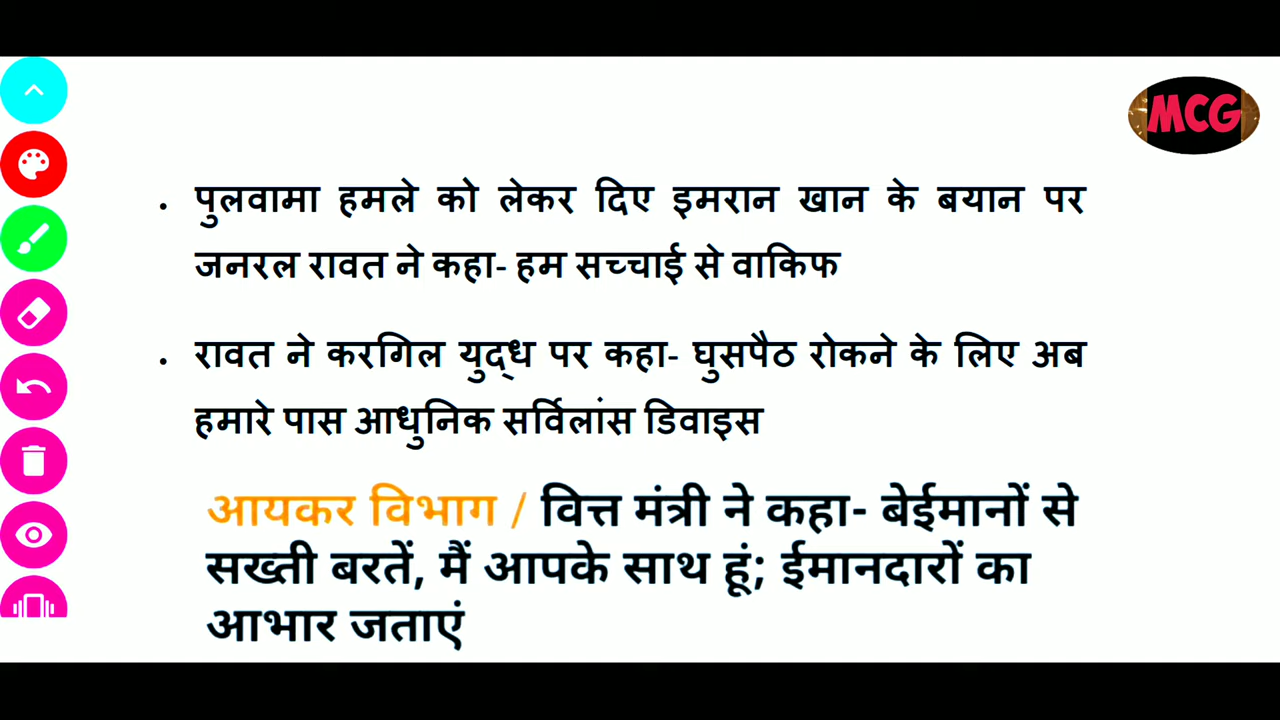 MCG
• पुलवामा हमले को लेकर दिए इमरान खान के बयान पर
जनरल रावत ने कहा- हम सच्चाई से वाकिफ
• रावत ने करगिल युद्ध पर कहा- घुसपैठ रोकने के लिए अब
हमारे पास आधुनिक सर्विलांस डिवाइस
आयकर विभाग / वित्त मंत्री ने कहा- बेईमानों से
सख्ती बरतें, मैं आपके साथ हूं; ईमानदारों का
आभार जताएं